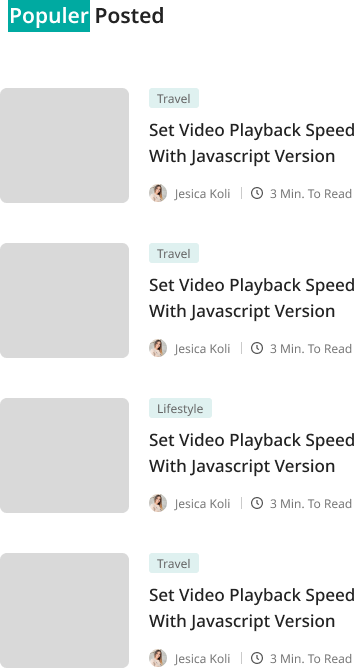 Populer Posted
Travel
Set Video Playback Speed
With Javascript Version
Jesica Koli
3 Min. To Read
Travel
Set Video Playback Speed
With Javascript Version
Jesica Koli
3 Min. To Read
Lifestyle
Set Video Playback Speed
With Javascript Version
Jesica Koli
3 Min. To Read
Travel
Set Video Playback Speed
With Javascript Version
Jesica Koli
3 Min. To Read